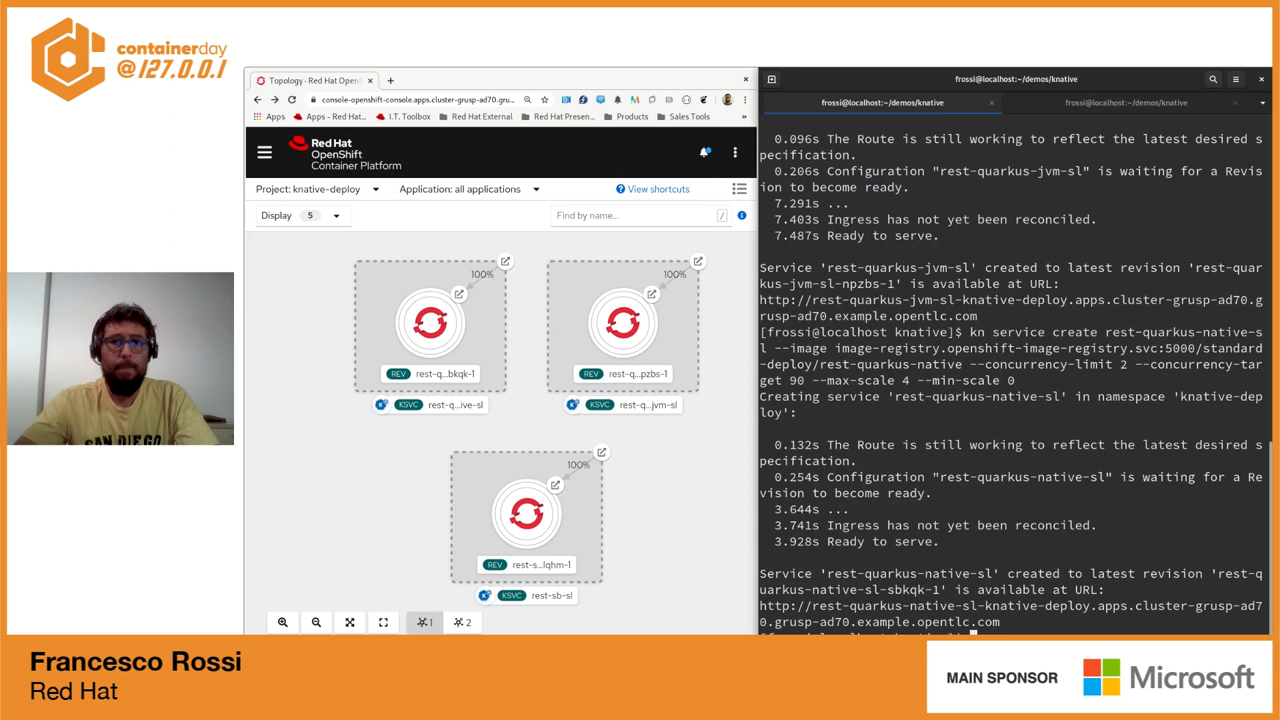 containerday
@127.0.0.1
Topology · Red Hat Open
console-openshift-console.apps.cluster-grusp-ad70.gru...
Apps
Apps - Red Hat...
I.T. Toolbox
Red Hat External
Red Hat Presen...
Products
Sales Tools
»
Red Hat
OpenShift
Container Platform
Project: knative-deploy
Application: all applications
View shortcuts
Display 5
Find by name...
/
100%
100%
REV rest-q...bkqk-1
REV rest-q...pzbs-1
KSVC rest-q...ive-sl
KSVC rest-q...jvm-sl
100%
REV rest-s...lqhm-1
KSVC rest-sb-sl
1
2
frossi@localhost:~/demos/knative
frossi@localhost:~/demos/knative
frossi@localhost:~/demos/knative
0.096s The Route is still working to reflect the latest desired s
pecification.
0.206s Configuration "rest-quarkus-jvm-sl" is waiting for a Revis
ion to become ready.
7.291s ...
7.403s Ingress has not yet been reconciled.
7.487s Ready to serve.
Service 'rest-quarkus-jvm-sl' created to latest revision 'rest-quar
kus-jvm-sl-npzbs-1' is available at URL:
http://rest-quarkus-jvm-sl-knative-deploy.apps.cluster-grusp-ad70.g
rusp-ad70.example.opentlc.com
[frossi@localhost knative]$ kn service create rest-quarkus-native-s
l --image image-registry.openshift-image-registry.svc:5000/standard
-deploy/rest-quarkus-native --concurrency-limit 2 --concurrency-tar
get 90 --max-scale 4 --min-scale 0
Creating service 'rest-quarkus-native-sl' in namespace 'knative-dep
loy':
0.132s The Route is still working to reflect the latest desired s
pecification.
0.254s Configuration "rest-quarkus-native-sl" is waiting for a Re
vision to become ready.
3.644s ...
3.741s Ingress has not yet been reconciled.
3.928s Ready to serve.
Service 'rest-quarkus-native-sl' created to latest revision 'rest-q
uarkus-native-sl-sbkqk-1' is available at URL:
http://rest-quarkus-native-sl-knative-deploy.apps.cluster-grusp-ad7
0.grusp-ad70.example.opentlc.com
SAN DIEGO
Francesco Rossi
Red Hat
MAIN SPONSOR
Microsoft